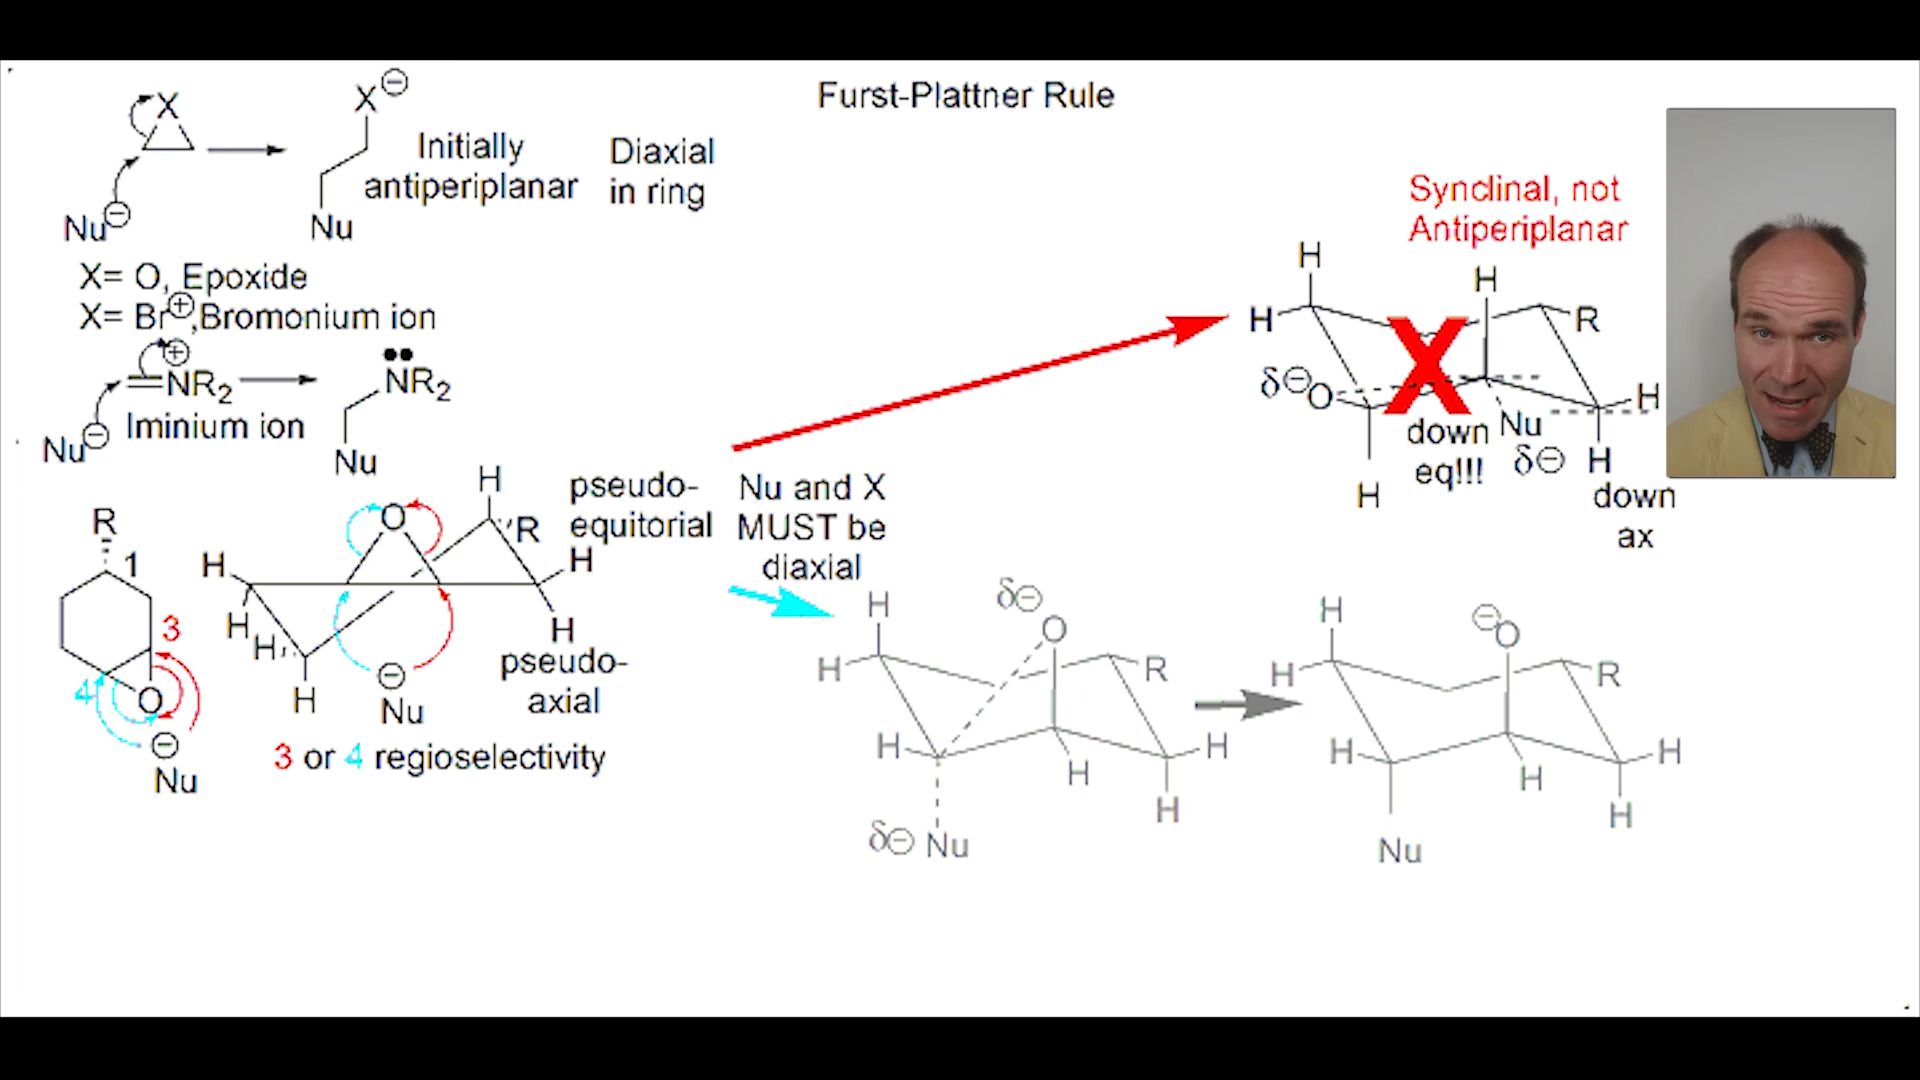 Furst-Plattner Rule
X
X⊖
Initially
antiperiplanar
Diaxial
in ring
Nu⊖
Nu
X= O, Epoxide
X= Br⊕,Bromonium ion
⊕
NR2
NR2
Iminium ion
Nu⊖
Nu
Synclinal, not
Antiperiplanar
H
H
H
R
δ⊖
O
X
H
down
eq!!!
Nu
δ⊖
H
H
down
ax
R
1
3
4
O
⊖
Nu
H
O
R
H
H
H
H
H
H
⊖
Nu
pseudo-
equitorial
pseudo-
axial
3 or 4 regioselectivity
Nu and X
MUST be
diaxial
H
δ⊖
O
H
R
H
H
H
H
δ⊖ Nu
H
⊖
O
H
R
H
H
H
H
Nu